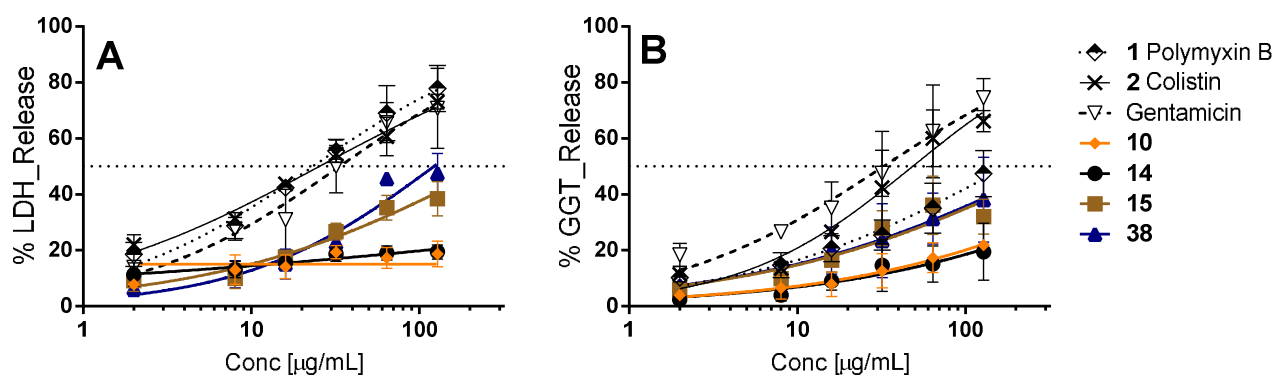 A
% LDH_Release
100
80
60
40
20
0
1
10
100
Conc [μg/mL]
B
% GGT_Release
100
80
60
40
20
0
1
10
100
Conc [μg/mL]
1 Polymyxin B
2 Colistin
Gentamicin
10
14
15
38